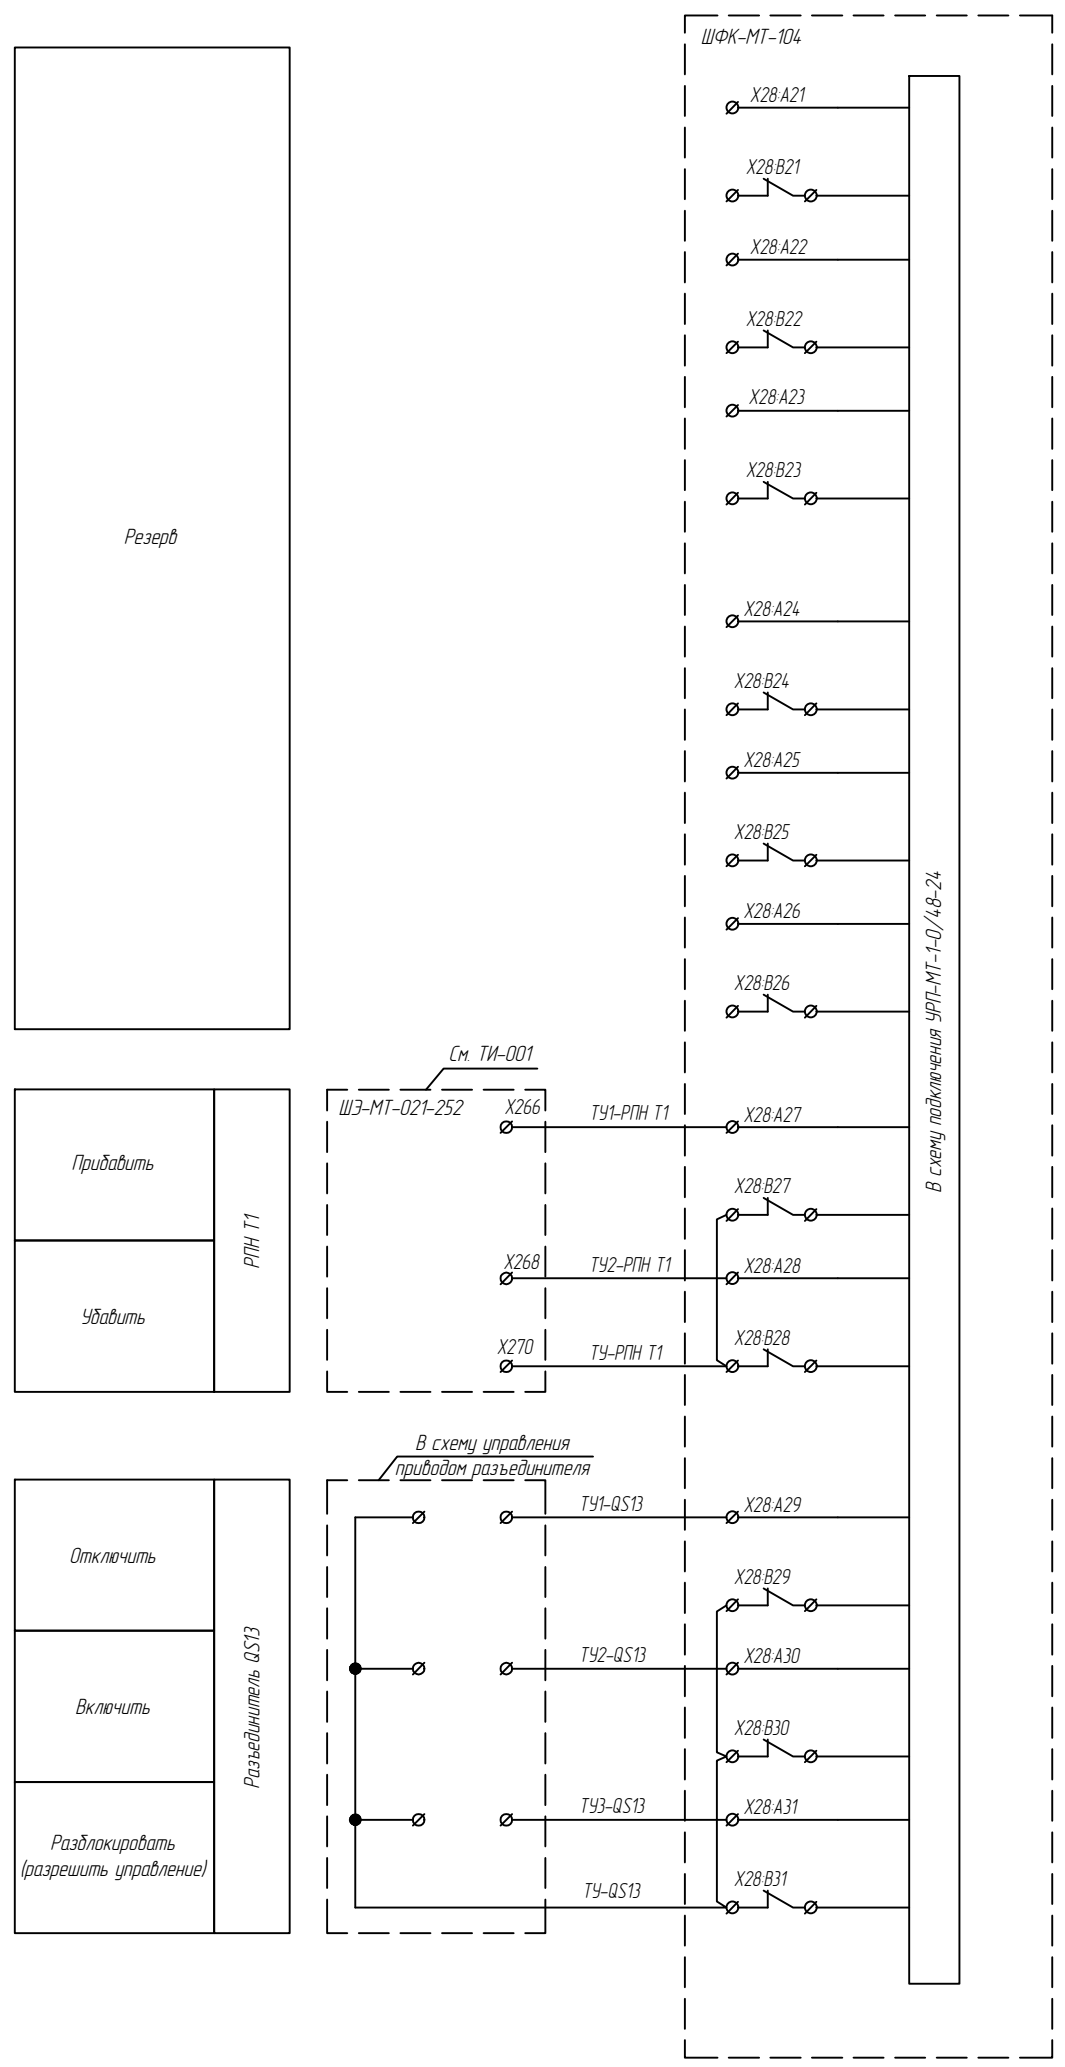 ШФК-МТ-104
X28:A21
X28:B21
X28:A22
X28:B22
X28:A23
X28:B23
Резерв
X28:A24
X28:B24
X28:A25
X28:B25
X28:A26
X28:B26
В схему подключения УРП-МТ-1-0/48-24
См. ТИ-001
ШЭ-МТ-021-252
X266
ТУ1-РПН Т1
X28:A27
Прибавить
X28:B27
РПН Т1
X268
ТУ2-РПН Т1
X28:A28
Убавить
X270
ТУ-РПН Т1
X28:B28
В схему управления
приводом разъединителя
ТУ1-QS13
X28:A29
Отключить
X28:B29
Разъединитель QS13
ТУ2-QS13
X28:A30
Включить
X28:B30
ТУ3-QS13
X28:A31
Разблокировать
(разрешить управление)
ТУ-QS13
X28:B31